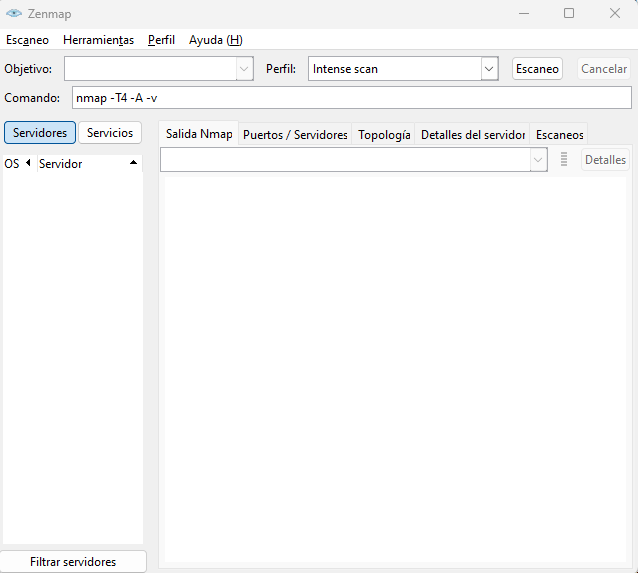 Zenmap
Escaneo Herramientas Perfil Ayuda (H)
Objetivo: Perfil: Intense scan Escaneo Cancelar
Comando: nmap -T4 -A -v
Servidores Servicios Salida Nmap Puertos / Servidores Topología Detalles del servidor Escaneos
OS Servidor Detalles
Filtrar servidores